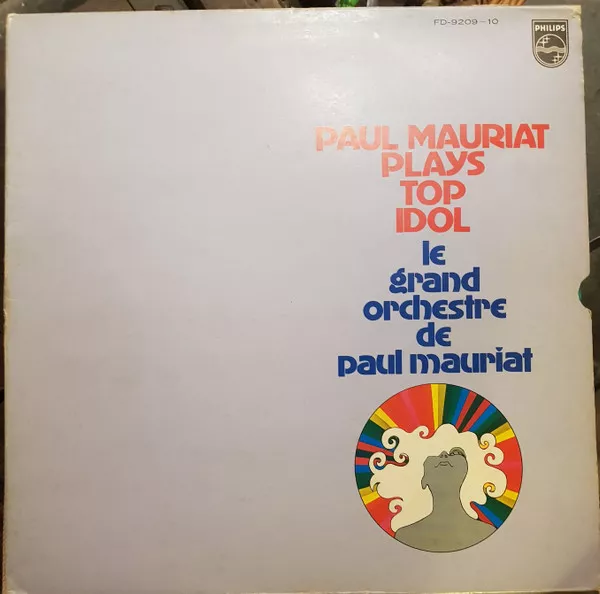 FD-9209-10
PHILIPS
PAUL MAURIAT
PLAYS
TOP
IDOL
le
grand
orchestre
de
paul mauriat